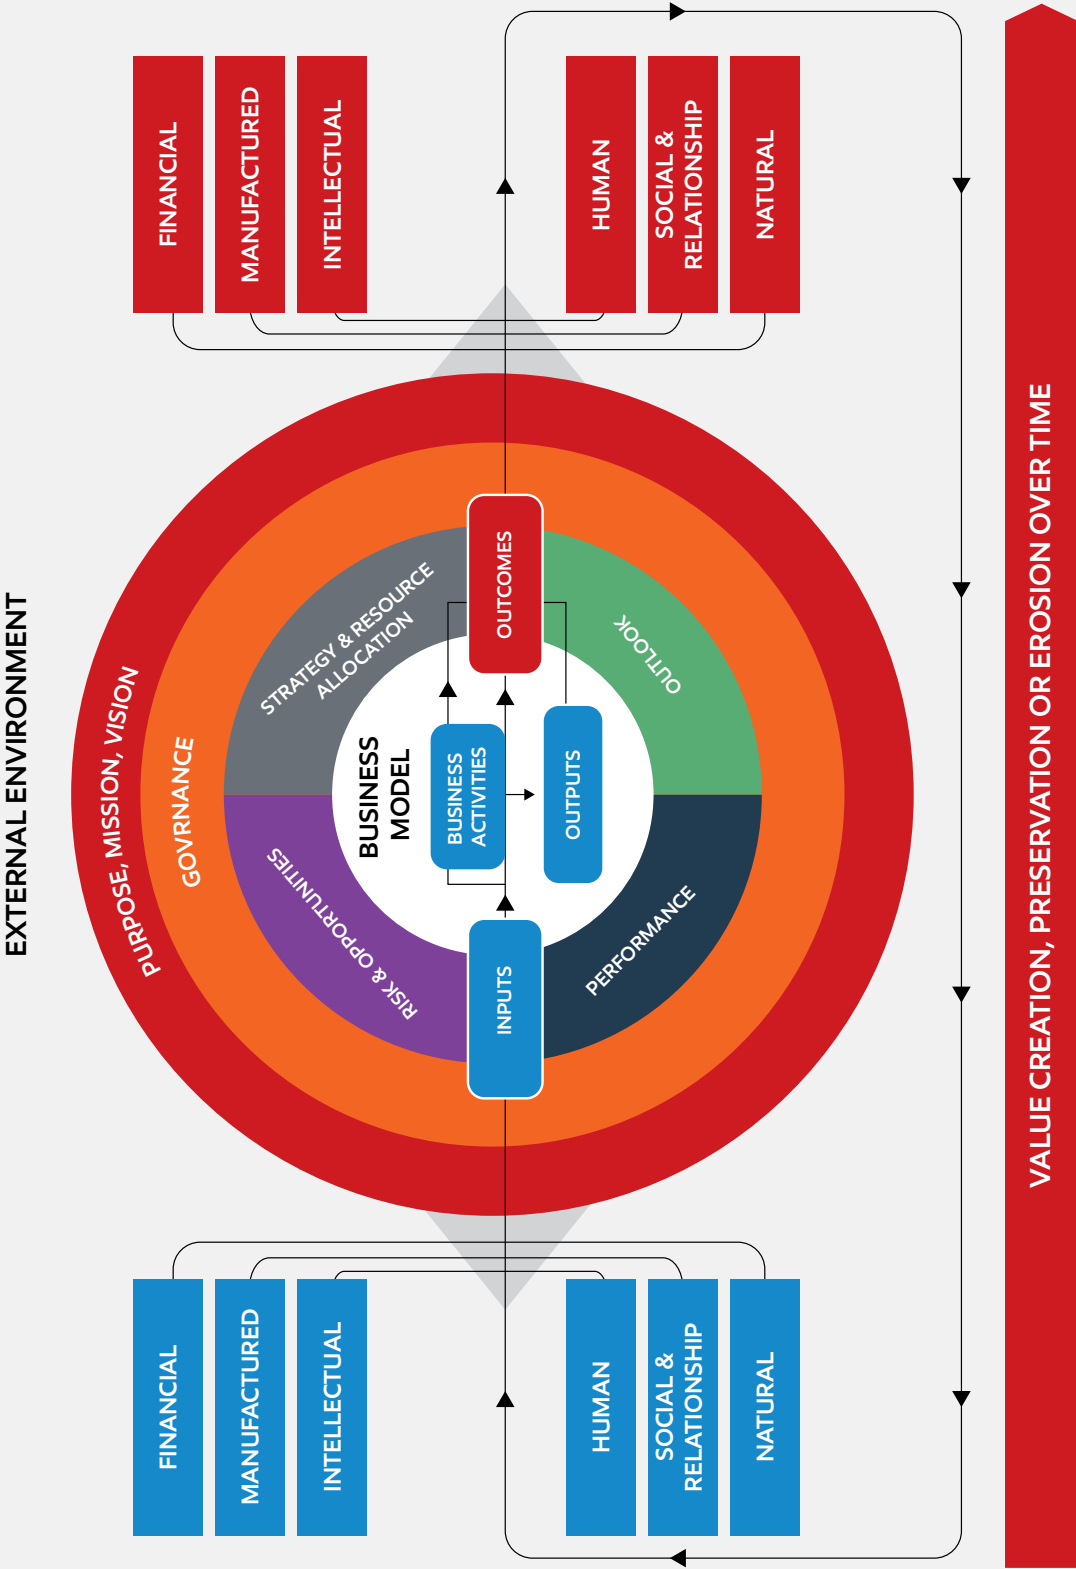 EXTERNAL ENVIRONMENT
PURPOSE, MISSION, VISION
GOVRNANCE
FINANCIAL
MANUFACTURED
INTELLECTUAL
HUMAN
SOCIAL &
RELATIONSHIP
NATURAL
RISK & OPPORTUNITIES
STRATEGY & RESOURCE
ALLOCATION
BUSINESS
MODEL
INPUTS
BUSINESS
ACTIVITIES
OUTPUTS
OUTCOMES
PERFORMANCE
OUTLOOK
FINANCIAL
MANUFACTURED
INTELLECTUAL
HUMAN
SOCIAL &
RELATIONSHIP
NATURAL
VALUE CREATION, PRESERVATION OR EROSION OVER TIME